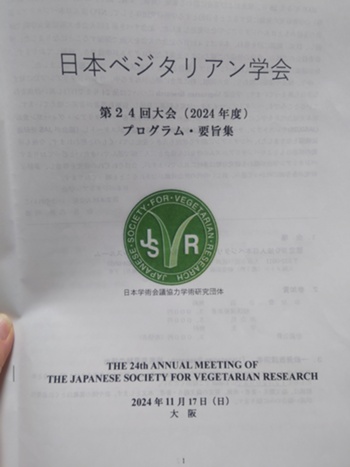 日本ベジタリアン学会
第24回大会（2024年度）
プログラム・要旨集
JAPANESE・SOCIETY・FOR・VEGETARIAN・RESEARCH
JSVR
日本学術会議協力学術研究団体
THE 24th ANNUAL MEETING OF
THE JAPANESE SOCIETY FOR VEGETARIAN RESEARCH
2024年11月17日（日）
大 阪
1